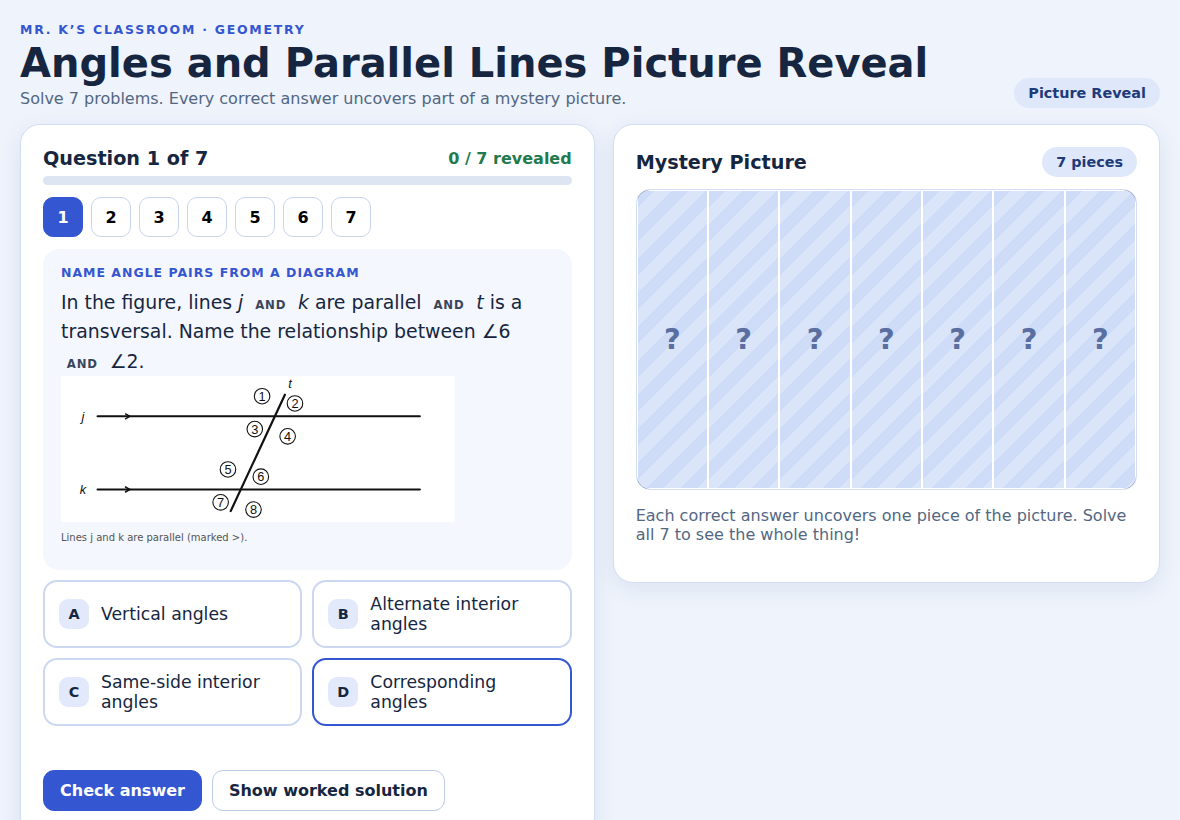 MR. K’S CLASSROOM · GEOMETRY
Angles and Parallel Lines Picture Reveal
Solve 7 problems. Every correct answer uncovers part of a mystery picture.
Picture Reveal
Question 1 of 7
0 / 7 revealed
1 2 3 4 5 6 7
NAME ANGLE PAIRS FROM A DIAGRAM
In the figure, lines j AND k are parallel AND t is a
transversal. Name the relationship between ∠6
AND ∠2.
t
1
2
j
3
4
5
6
k
7
8
Lines j and k are parallel (marked >).
A Vertical angles
B Alternate interior
angles
C Same-side interior
angles
D Corresponding
angles
Check answer
Show worked solution
Mystery Picture
7 pieces
? ? ? ? ? ? ?
Each correct answer uncovers one piece of the picture. Solve
all 7 to see the whole thing!